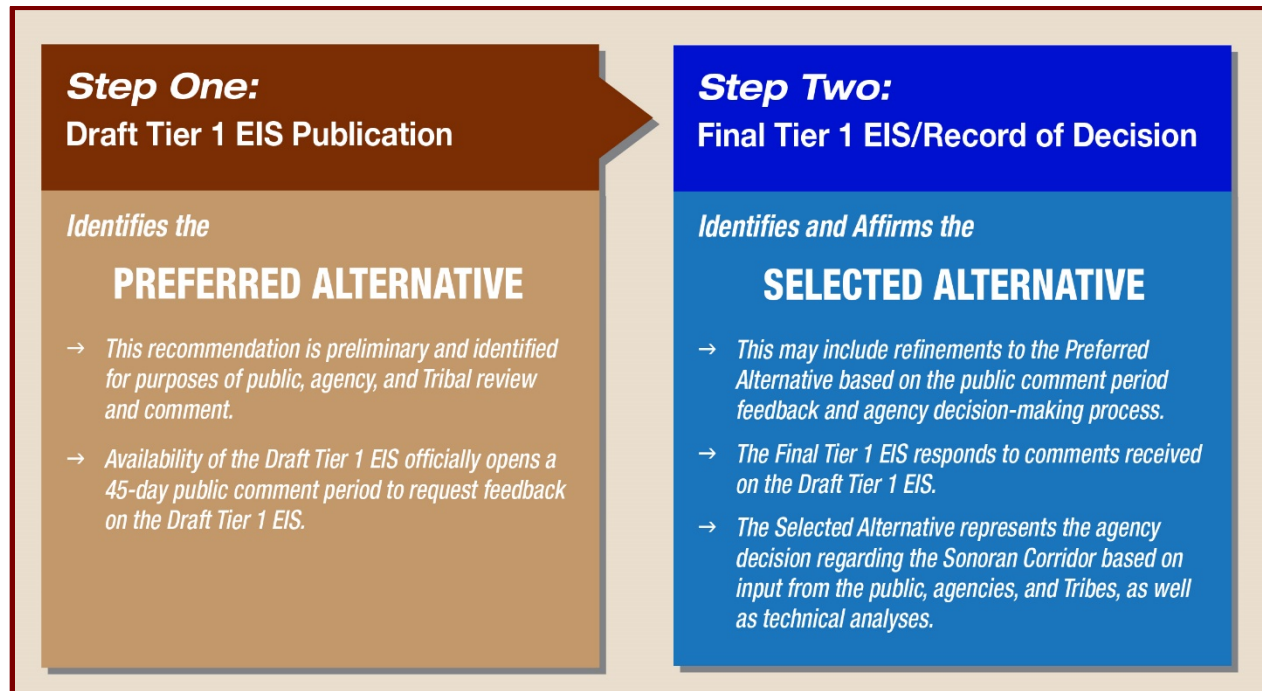 Step One:
Draft Tier 1 EIS Publication
Identifies the
PREFERRED ALTERNATIVE
→ This recommendation is preliminary and identified
for purposes of public, agency, and Tribal review
and comment.
→ Availability of the Draft Tier 1 EIS officially opens a
45-day public comment period to request feedback
on the Draft Tier 1 EIS.
Step Two:
Final Tier 1 EIS/Record of Decision
Identifies and Affirms the
SELECTED ALTERNATIVE
→ This may include refinements to the Preferred
Alternative based on the public comment period
feedback and agency decision-making process.
→ The Final Tier 1 EIS responds to comments received
on the Draft Tier 1 EIS.
→ The Selected Alternative represents the agency
decision regarding the Sonoran Corridor based on
input from the public, agencies, and Tribes, as well
as technical analyses.